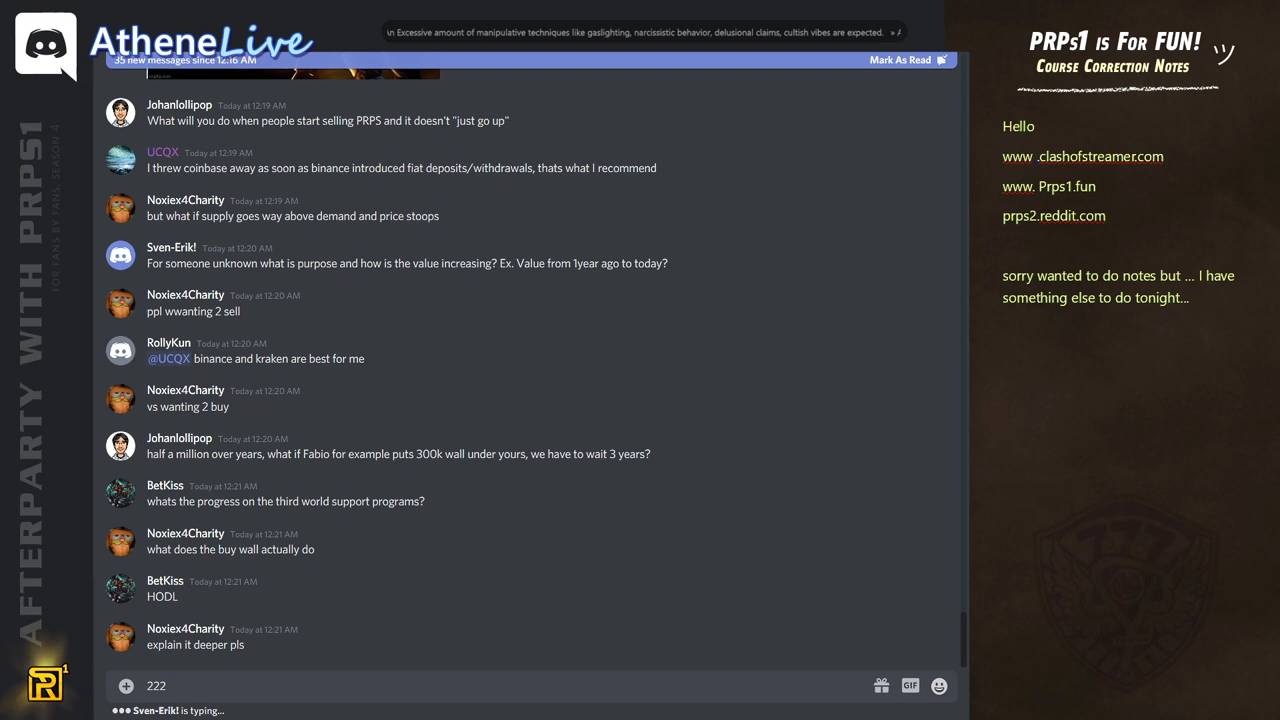 AtheneLive
ın Excessive amount of manipulative techniques like gaslighting, narcissistic behavior, delusional claims, cultish vibes are expected. »
35 new messages since 12:16 AM
Mark As Read
Johanlollipop Today at 12:19 AM
What will you do when people start selling PRPS and it doesn't "just go up"
UCQX Today at 12:19 AM
I threw coinbase away as soon as binance introduced fiat deposits/withdrawals, thats what I recommend
Noxiex4Charity Today at 12:19 AM
but what if supply goes way above demand and price stoops
Sven-Erik! Today at 12:20 AM
For someone unknown what is purpose and how is the value increasing? Ex. Value from 1year ago to today?
Noxiex4Charity Today at 12:20 AM
ppl wwanting 2 sell
RollyKun Today at 12:20 AM
@UCQX binance and kraken are best for me
Noxiex4Charity Today at 12:20 AM
vs wanting 2 buy
Johanlollipop Today at 12:20 AM
half a million over years, what if Fabio for example puts 300k wall under yours, we have to wait 3 years?
BetKiss Today at 12:21 AM
whats the progress on the third world support programs?
Noxiex4Charity Today at 12:21 AM
what does the buy wall actually do
BetKiss Today at 12:21 AM
HODL
Noxiex4Charity Today at 12:21 AM
explain it deeper pls
222
GIF
Sven-Erik! is typing...
AFTERPARTY WITH PRPS1
FOR FANS BY FANS, SEASON 4
R1
PRPs1 is For FUN! ツ
Course Correction Notes
Hello
www .clashofstreamer.com
www. Prps1.fun
prps2.reddit.com
sorry wanted to do notes but ... I have
something else to do tonight...
777